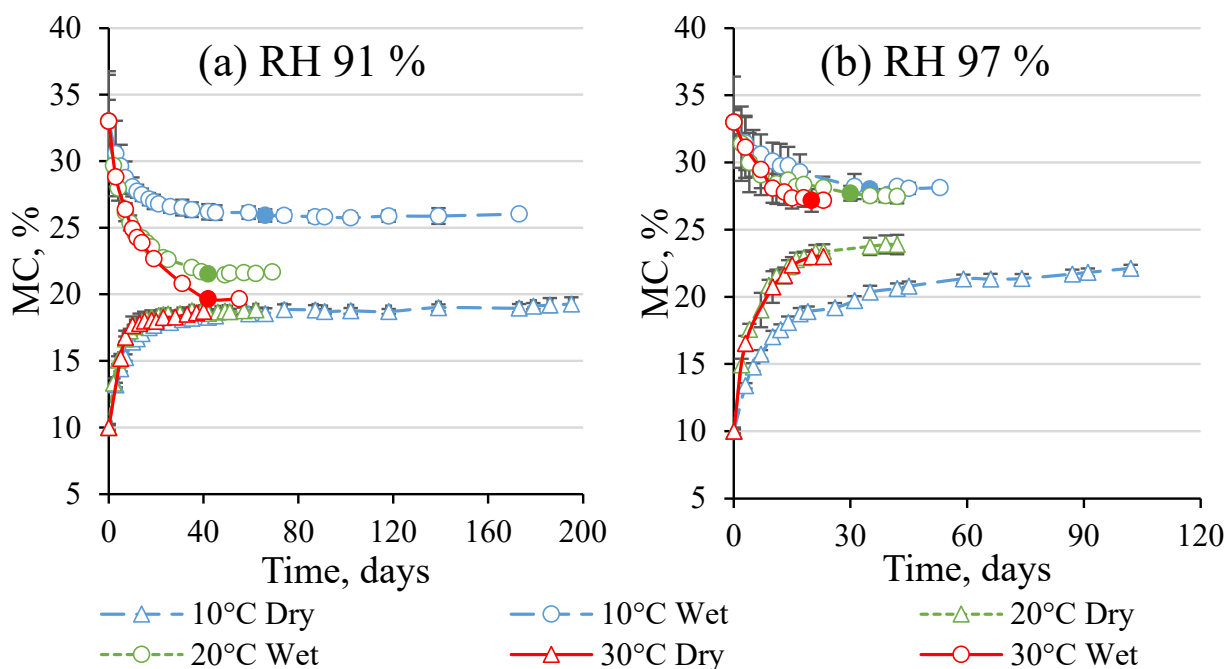 (a) RH 91 %
MC, %
40
35
30
25
20
15
10
5
0
40
80
120
160
200
Time, days
(b) RH 97 %
MC, %
40
35
30
25
20
15
10
5
0
30
60
90
120
Time, days
10°C Dry
10°C Wet
20°C Dry
20°C Wet
30°C Dry
30°C Wet